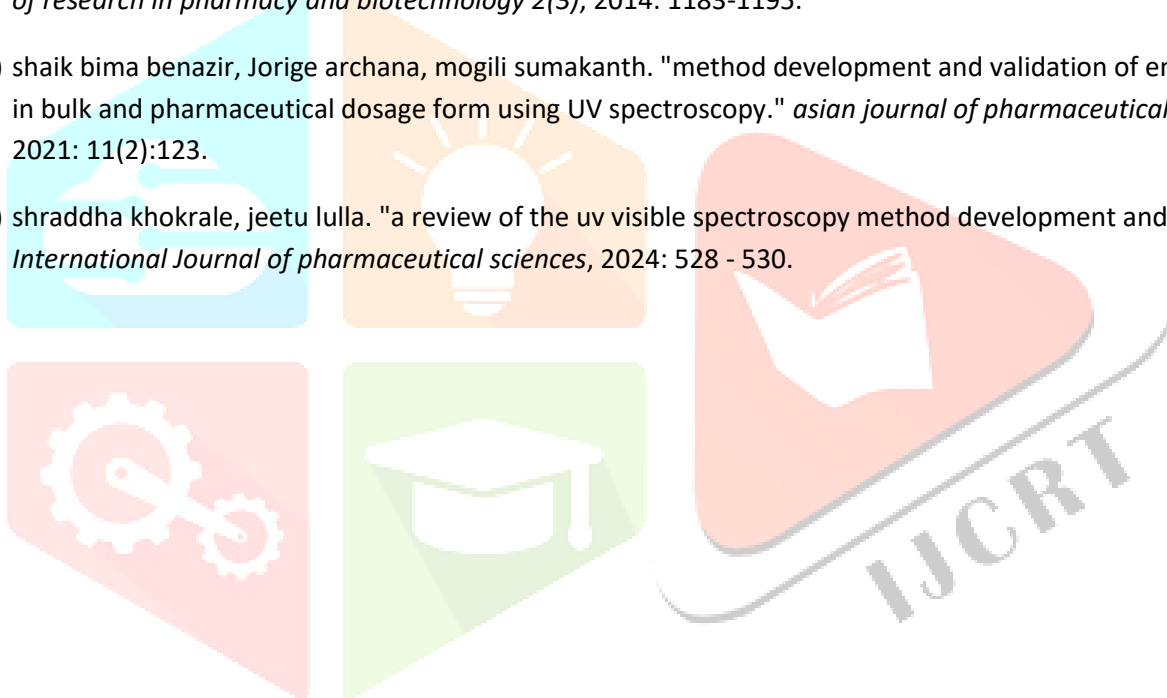 of research in pharmacy and biotechnology 2(3), 2014: 1183-1195.
) shaik bima benazir, Jorige archana, mogili sumakanth. "method development and validation of
in bulk and pharmaceutical dosage form using UV spectroscopy." asian journal of pharmaceutical
2021: 11(2):123.
) shraddha khokrale, jeetu lulla. "a review of the uv visible spectroscopy method development and
International Journal of pharmaceutical sciences, 2024: 528 - 530.
IJCRT